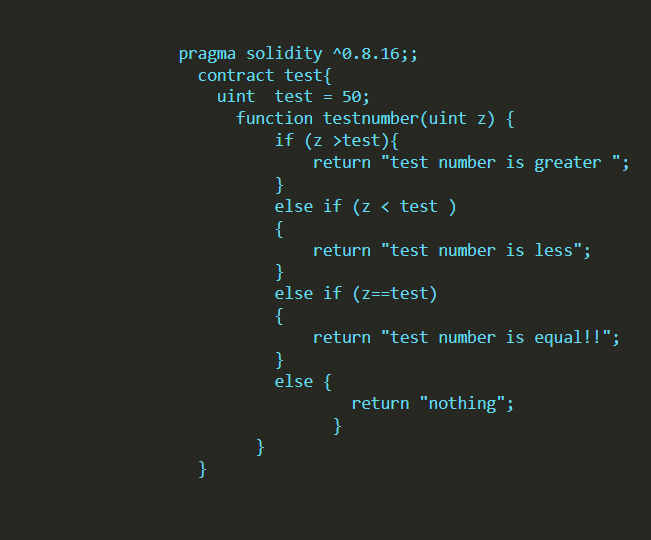 pragma solidity ^0.8.16;;
contract test{
uint  test = 50;
function testnumber(uint z) {
if (z >test){
return "test number is greater ";
}
else if (z < test )
{
return "test number is less";
}
else if (z==test)
{
return "test number is equal!!";
}
else {
return "nothing";
}
}
}